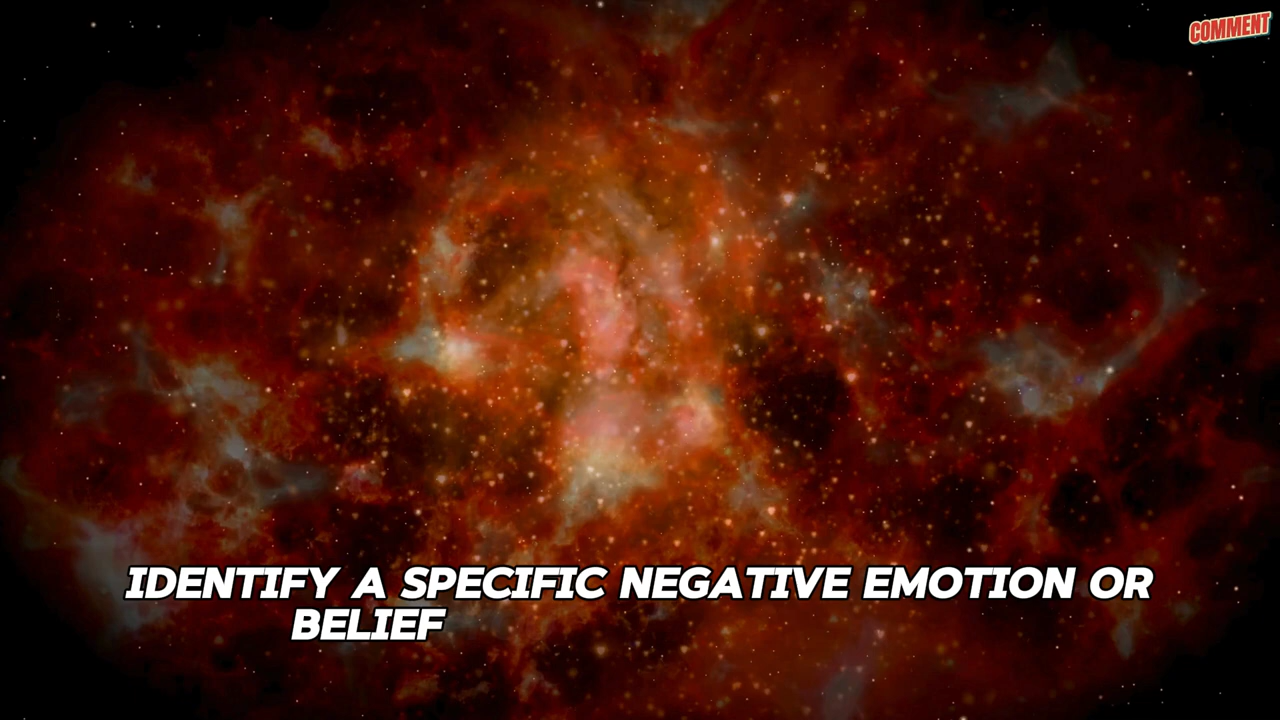 COMMENT
IDENTIFY A SPECIFIC NEGATIVE EMOTION OR
BELIEF